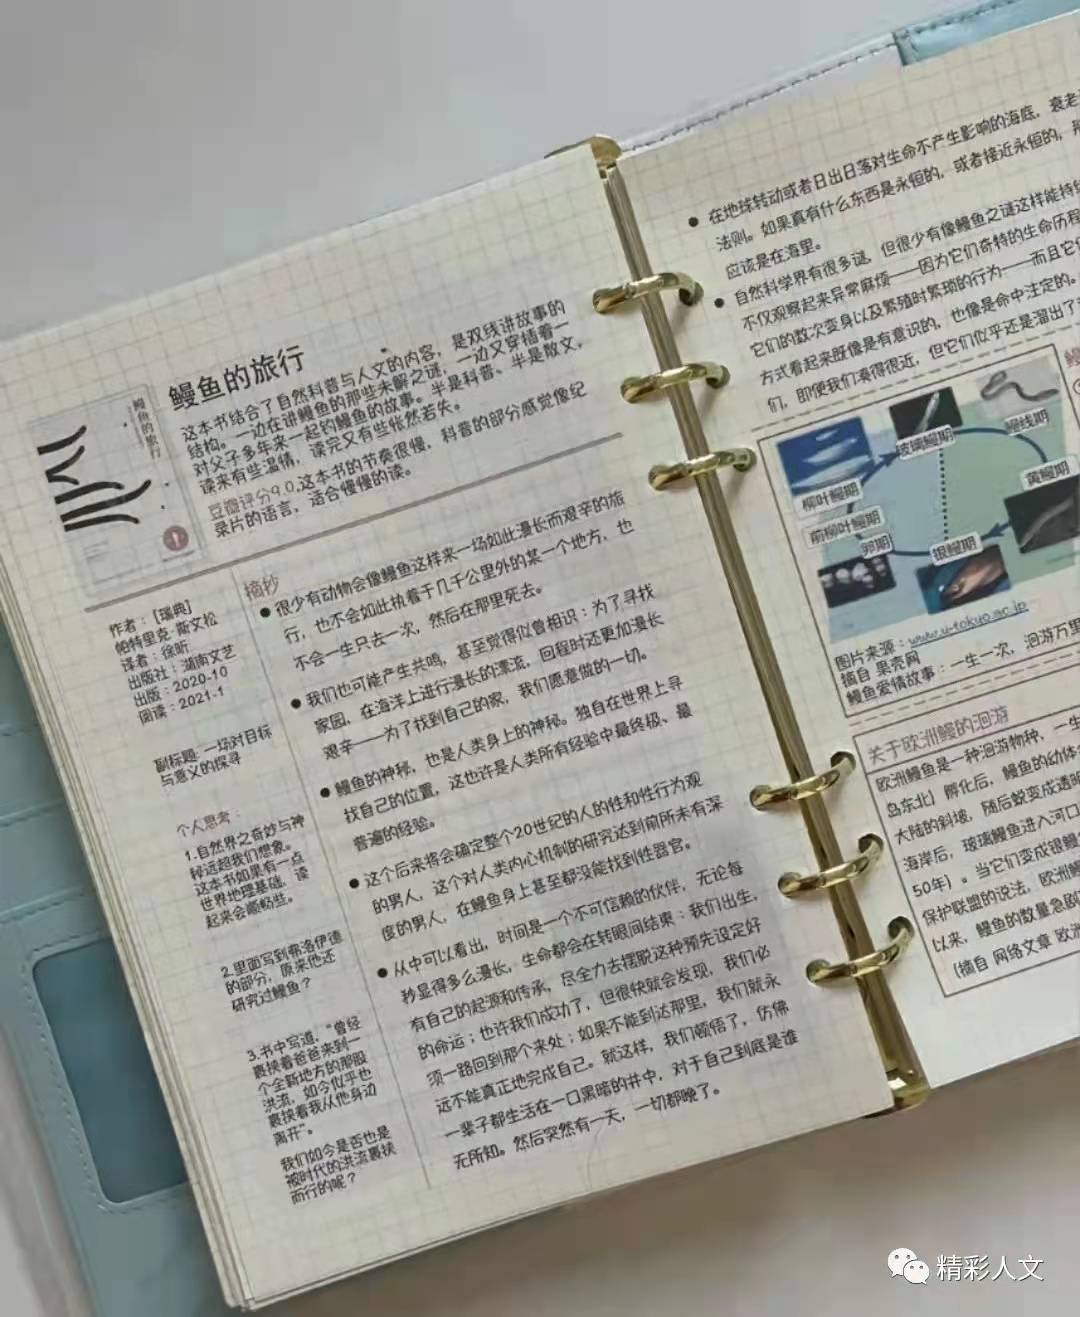 鳗鱼的旅行
这本书结合了自然科普与人文的内容，是双线讲故事的
结构。一边在讲鳗鱼的那些未解之谜，一边又穿插着一
对父子多年来一起钓鳗鱼的故事。半是科普、半是散文，
读来有些温情，读完又有些怅然若失。
豆瓣评分9.0,这本书的节奏很慢，科普的部分感觉像纪
录片的语言，适合慢慢的读。
鳗鱼的旅行
作者：[瑞典]
帕特里克·斯文松
译者：徐昕
出版社：湖南文艺
出版：2020-10
阅读：2021-1
副标题：一场对目标
与意义的探寻
个人思考：
1.自然界之奇妙与神
转远超我们想象。
这本书如果有一点
世界地理基础，读
起来会顺畅些。
2.里面写到弗洛伊德
的部分，原来他还
研究过鳗鱼？
3.书中写道，“曾经
裹挟着爸爸来到一
个全新地方的那股
洪流，如今似乎也
裹挟着我从他身边
离开”。
我们如今是否也是
被时代的洪流裹挟
而行的呢？
摘抄
● 很少有动物会像鳗鱼这样来一场如此漫长而艰辛的旅
行，也不会如此执着于几千公里外的某一个地方，也
不会一生只去一次，然后在那里死去。
● 我们也可能产生共鸣，甚至觉得似曾相识：为了寻找
家园，在海洋上进行漫长的漂流，回程时还更加漫长
艰辛——为了找到自己的家，我们愿意做的一切。
● 鳗鱼的神秘，也是人类身上的神秘。独自在世界上寻
找自己的位置，这也许是人类所有经验中最终极、最
普遍的经验。
● 这个后来将会确定整个20世纪的人的性和性行为观
的男人，这个对人类内心机制的研究达到前所未有深
度的男人，在鳗鱼身上甚至都没能找到性器官。
● 从中可以看出，时间是一个不可信赖的伙伴，无论每
秒显得多么漫长，生命都会在转眼间结束：我们出生，
有自己的起源和传承，尽全力去摆脱这种预先设定好
的命运；也许我们成功了，但很快就会发现，我们必
须一路回到那个来处；如果不能到达那里，我们就永
远不能真正地完成自己。就这样，我们顿悟了，仿佛
一辈子都生活在一口黑暗的井中，对于自己到底是谁
无所知。然后突然有一天，一切都晚了。
● 在地球转动或者日出日落对生命不产生影响的海底，衰老
法则。如果真有什么东西是永恒的，或者接近永恒的，
应该是在海里。
● 自然科学界有很多谜，但很少有像鳗鱼之谜这样能持续
不仅观察起来异常麻烦——因为它们奇特的生命历程
它们的数次变身以及繁殖时繁琐的行为——而且它们
方式看起来既像是有意识的，也像是命中注定的。
们，即使我们凑得很近，但它们似乎还是溜出了
玻璃鳗期
鳗线期
柳叶鳗期
黄鳗期
前柳叶鳗期
卵期
银鳗期
图片来源：www.u-tokyo.ac.jp
摘自 果壳网
鳗鱼爱情故事：一生一次，洄游万里
关于欧洲鳗的洄游
欧洲鳗鱼是一种洄游物种，一生
岛东北）孵化后，鳗鱼的幼体
大陆的斜坡，随后蜕变成透明
海岸后，玻璃鳗鱼进入河口
50年）。当它们变成银鳗
保护联盟的说法，欧洲鳗
以来，鳗鱼的数量急剧
（摘自 网络文章 欧洲
精彩人文